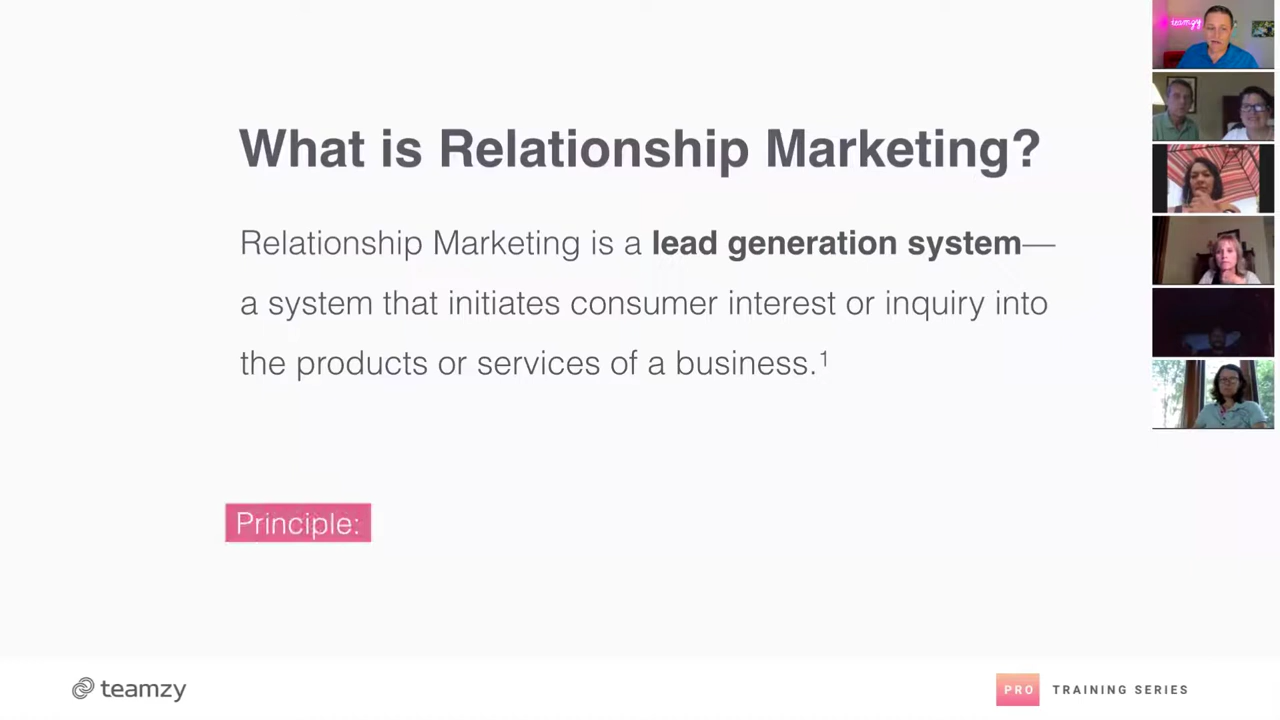 What is Relationship Marketing?
Relationship Marketing is a lead generation system—
a system that initiates consumer interest or inquiry into
the products or services of a business.¹
Principle:
teamzy
PRO TRAINING SERIES
teamzy